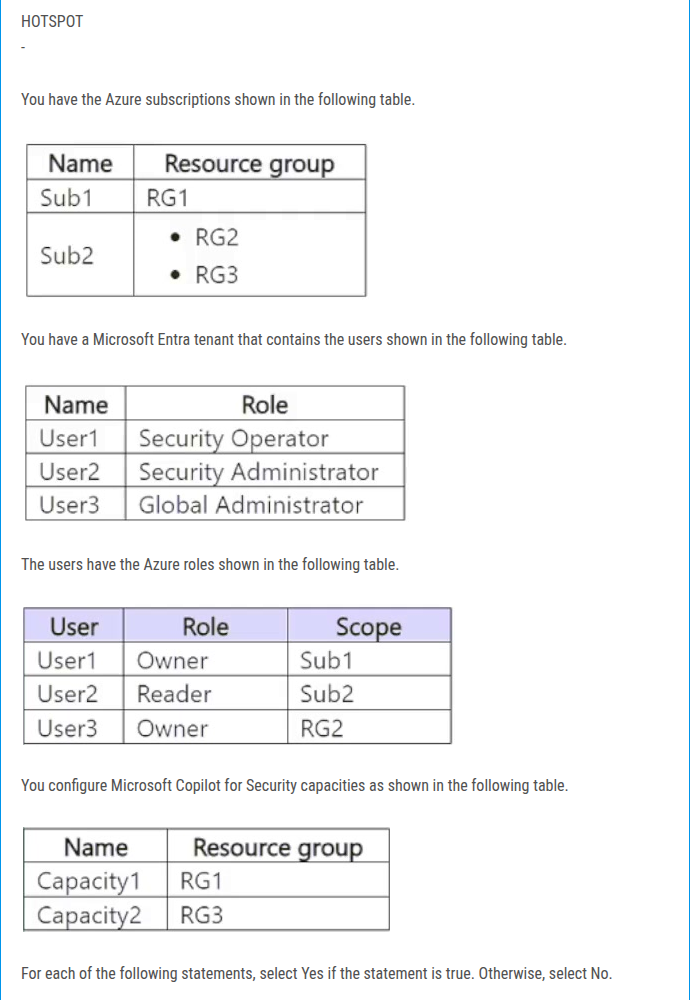 HOTSPOT
-
You have the Azure subscriptions shown in the following table.
Name Resource group
Sub1 RG1
Sub2
• RG2
• RG3
You have a Microsoft Entra tenant that contains the users shown in the following table.
Name Role
User1 Security Operator
User2 Security Administrator
User3 Global Administrator
The users have the Azure roles shown in the following table.
User Role Scope
User1 Owner Sub1
User2 Reader Sub2
User3 Owner RG2
You configure Microsoft Copilot for Security capacities as shown in the following table.
Name Resource group
Capacity1 RG1
Capacity2 RG3
For each of the following statements, select Yes if the statement is true. Otherwise, select No.